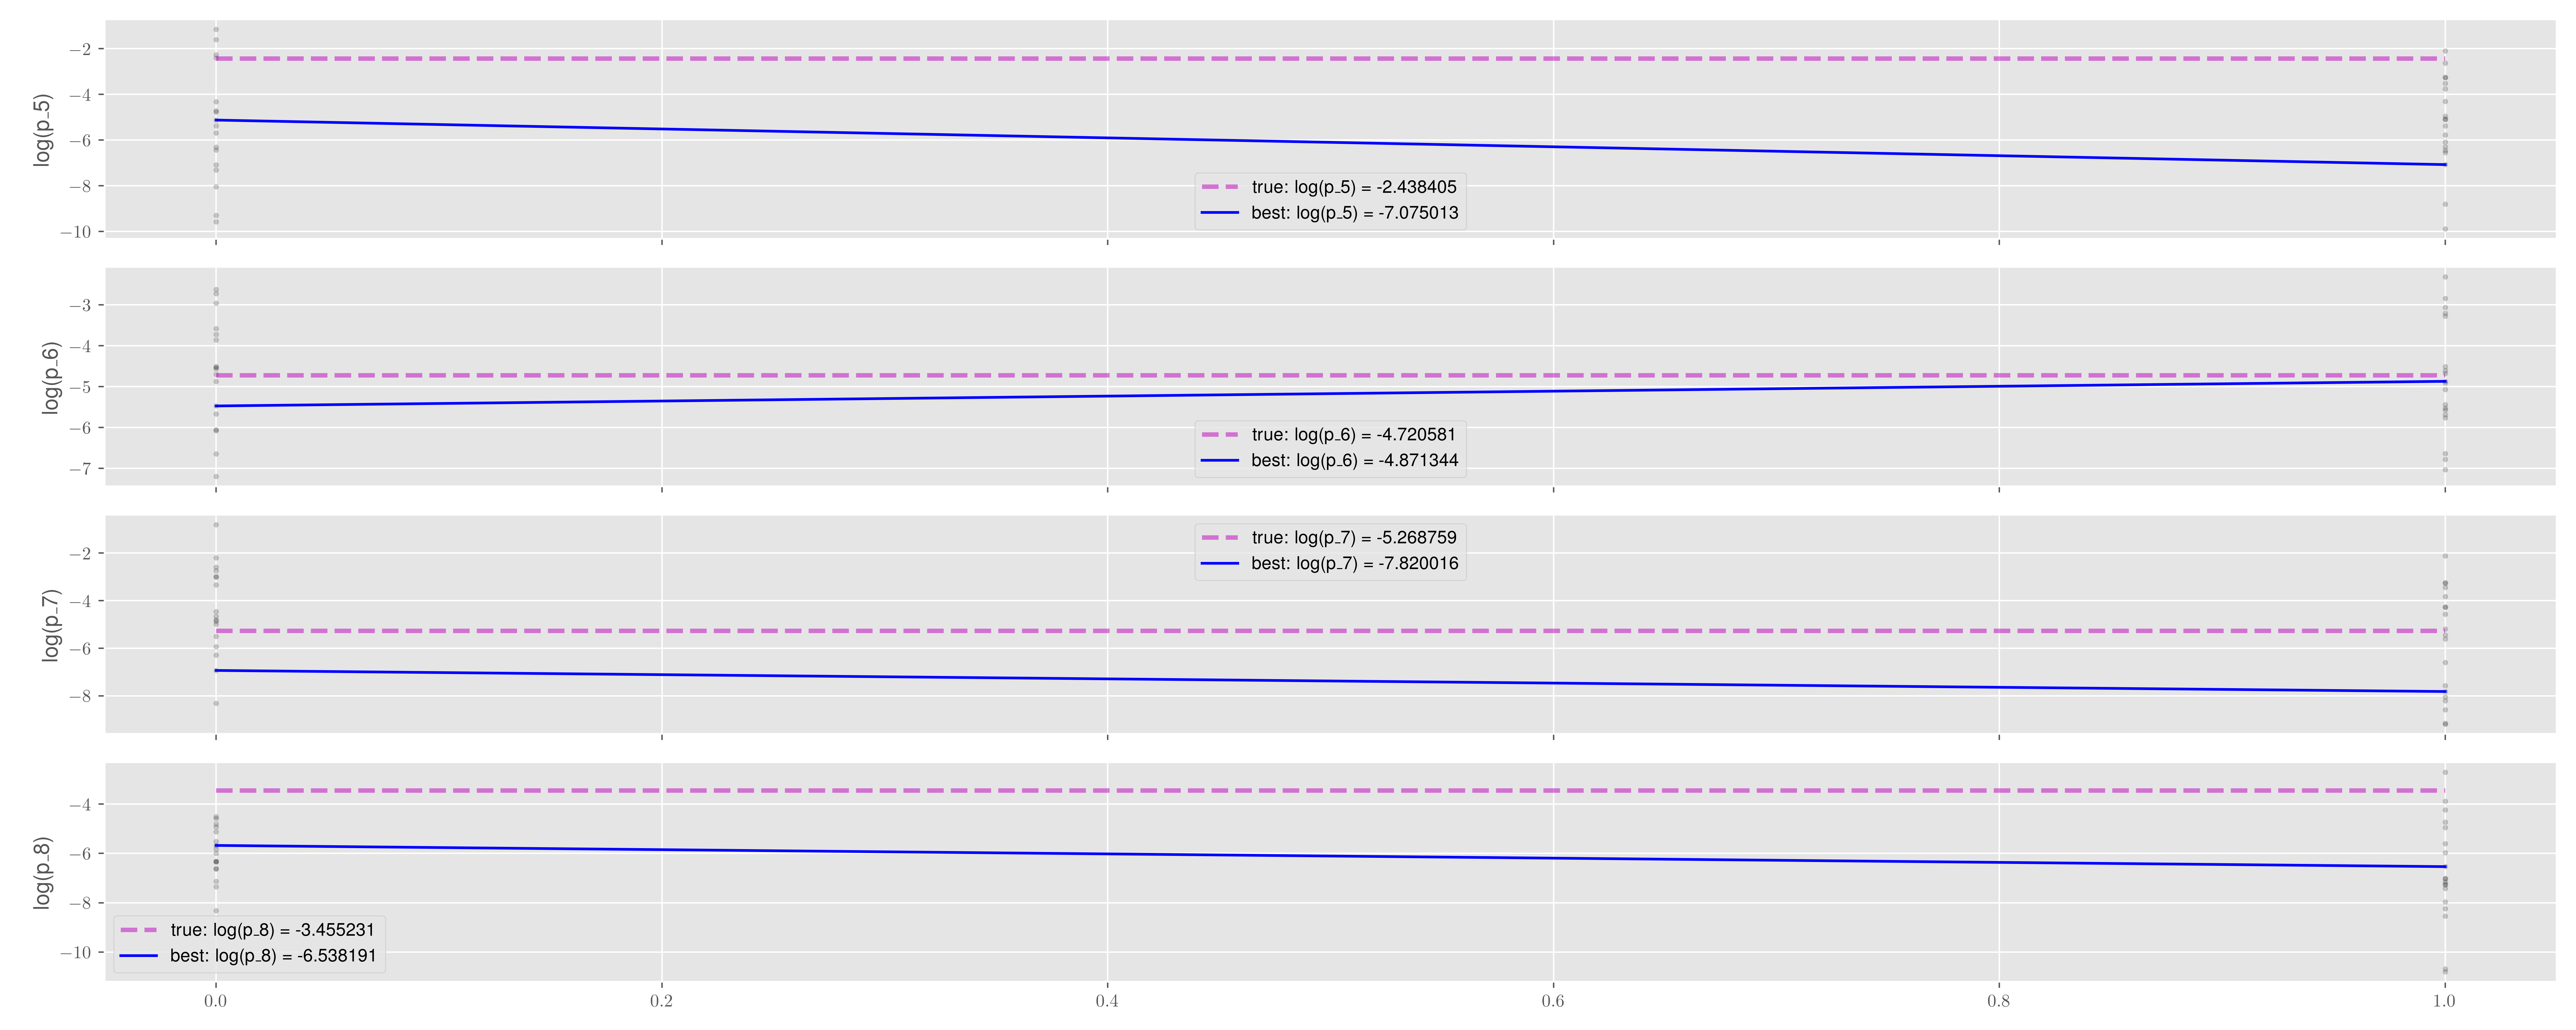 log(p_5)
−2
−4
−6
−8
−10
true: log(p_5) = -2.438405
best: log(p_5) = -7.075013
log(p_6)
−3
−4
−5
−6
−7
true: log(p_6) = -4.720581
best: log(p_6) = -4.871344
log(p_7)
−2
−4
−6
−8
true: log(p_7) = -5.268759
best: log(p_7) = -7.820016
log(p_8)
−4
−6
−8
−10
true: log(p_8) = -3.455231
best: log(p_8) = -6.538191
0.0 0.2 0.4 0.6 0.8 1.0